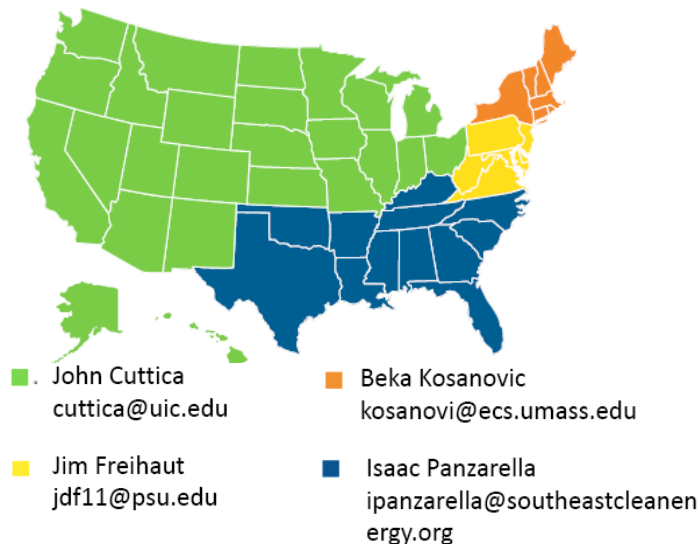 John Cuttica
cuttica@uic.edu
Beka Kosanovic
kosanovi@ecs.umass.edu
Jim Freihaut
jdf11@psu.edu
Isaac Panzarella
ipanzarella@southeastcleanen
ergy.org